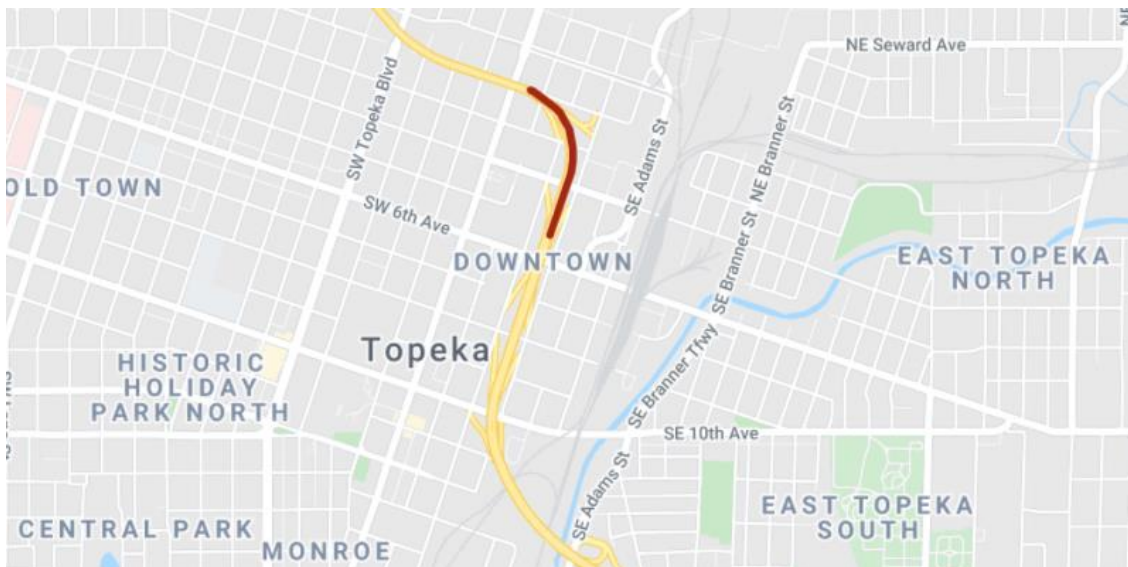 NE
NE Seward Ave
SW Topeka Blvd
SE Adams St
NE Branner St
OLD TOWN
SW 6th Ave
DOWNTOWN
SE Branner St
EAST TOPEKA
NORTH
Topeka
HISTORIC
HOLIDAY
PARK NORTH
SE Branner Tfwy
SE 10th Ave
SE Adams St
EAST TOPEKA
SOUTH
CENTRAL PARK
MONROE